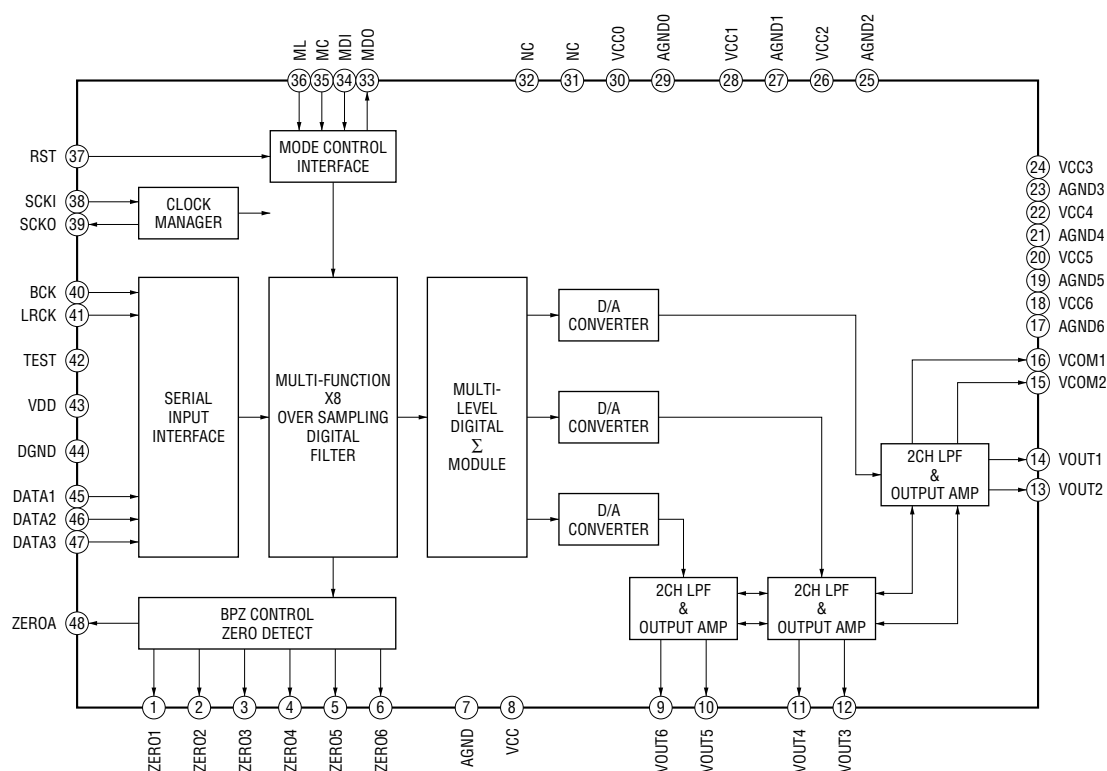 ML
MC
MDI
MDO
NC
NC
VCC0
AGND0
VCC1
AGND1
VCC2
AGND2
36
35
34
33
32
31
30
29
28
27
26
25
RST
37
MODE CONTROL
INTERFACE
SCKI
38
SCKO
39
CLOCK
MANAGER
24
VCC3
23
AGND3
22
VCC4
21
AGND4
20
VCC5
19
AGND5
18
VCC6
17
AGND6
16
VCOM1
15
VCOM2
14
VOUT1
13
VOUT2
BCK
40
LRCK
41
TEST
42
VDD
43
DGND
44
DATA1
45
DATA2
46
DATA3
47
ZEROA
48
SERIAL
INPUT
INTERFACE
MULTI-FUNCTION
X8
OVER SAMPLING
DIGITAL
FILTER
MULTI-
LEVEL
DIGITAL
Σ
MODULE
D/A
CONVERTER
D/A
CONVERTER
D/A
CONVERTER
2CH LPF
&
OUTPUT AMP
2CH LPF
&
OUTPUT AMP
2CH LPF
&
OUTPUT AMP
BPZ CONTROL
ZERO DETECT
1
2
3
4
5
6
7
8
9
10
11
12
ZERO1
ZERO2
ZERO3
ZERO4
ZERO5
ZERO6
AGND
VCC
VOUT6
VOUT5
VOUT4
VOUT3